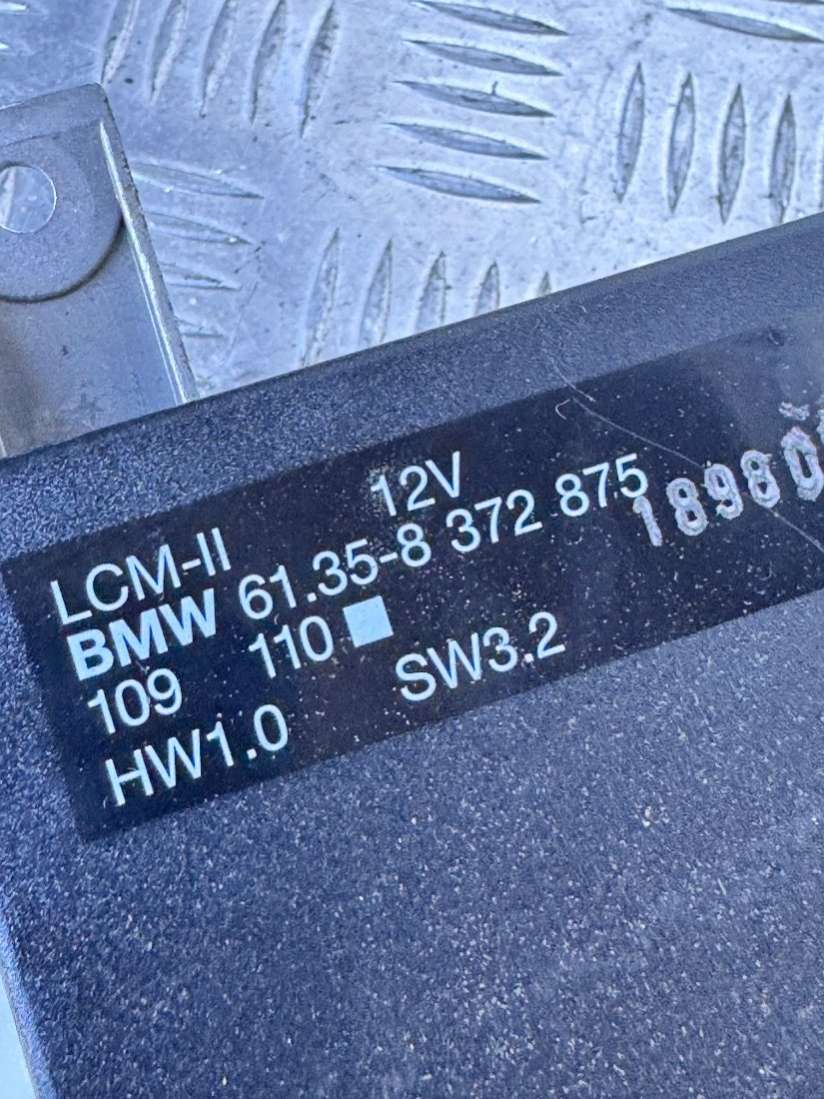 LCM-II 12V
BMW 61.35-8 372 875
109 110
HW1.0 SW3.2